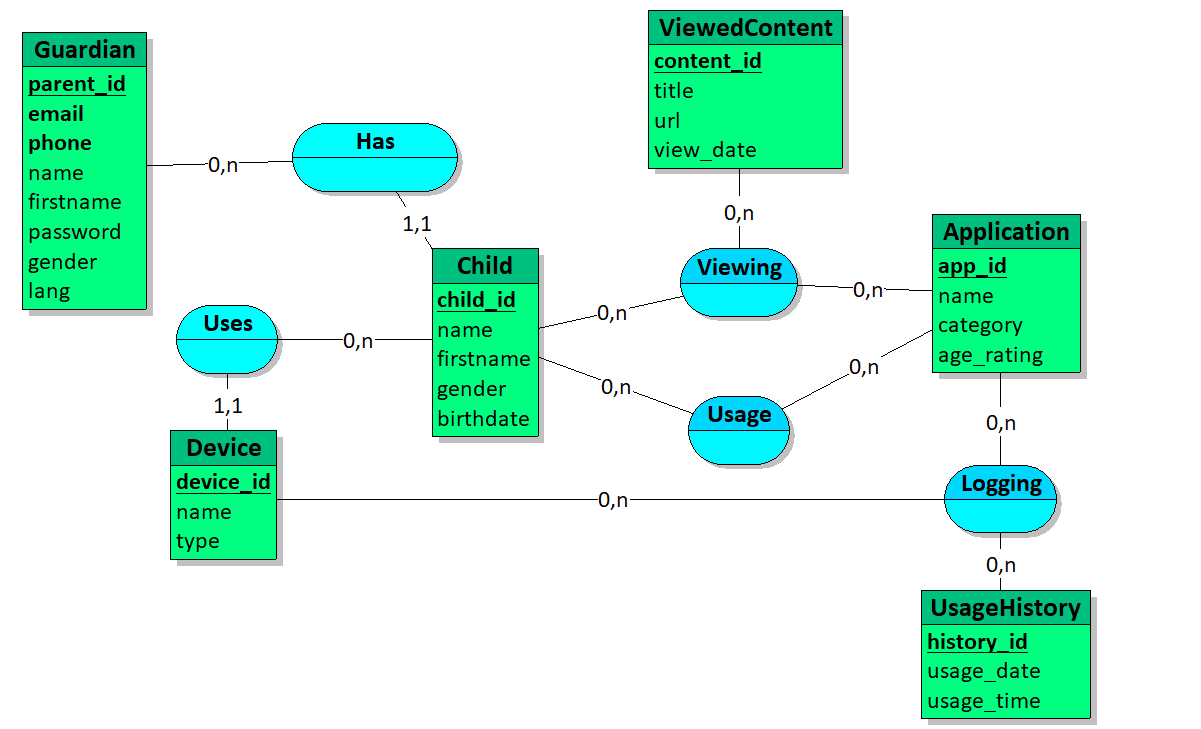 Guardian
parent_id
email
phone
name
firstname
password
gender
lang
0,n
Has
1,1
ViewedContent
content_id
title
url
view_date
0,n
Viewing
0,n
0,n
Application
app_id
name
category
age_rating
Child
child_id
name
firstname
gender
birthdate
Uses
0,n
1,1
0,n
Usage
0,n
Device
device_id
name
type
0,n
0,n
Logging
0,n
UsageHistory
history_id
usage_date
usage_time